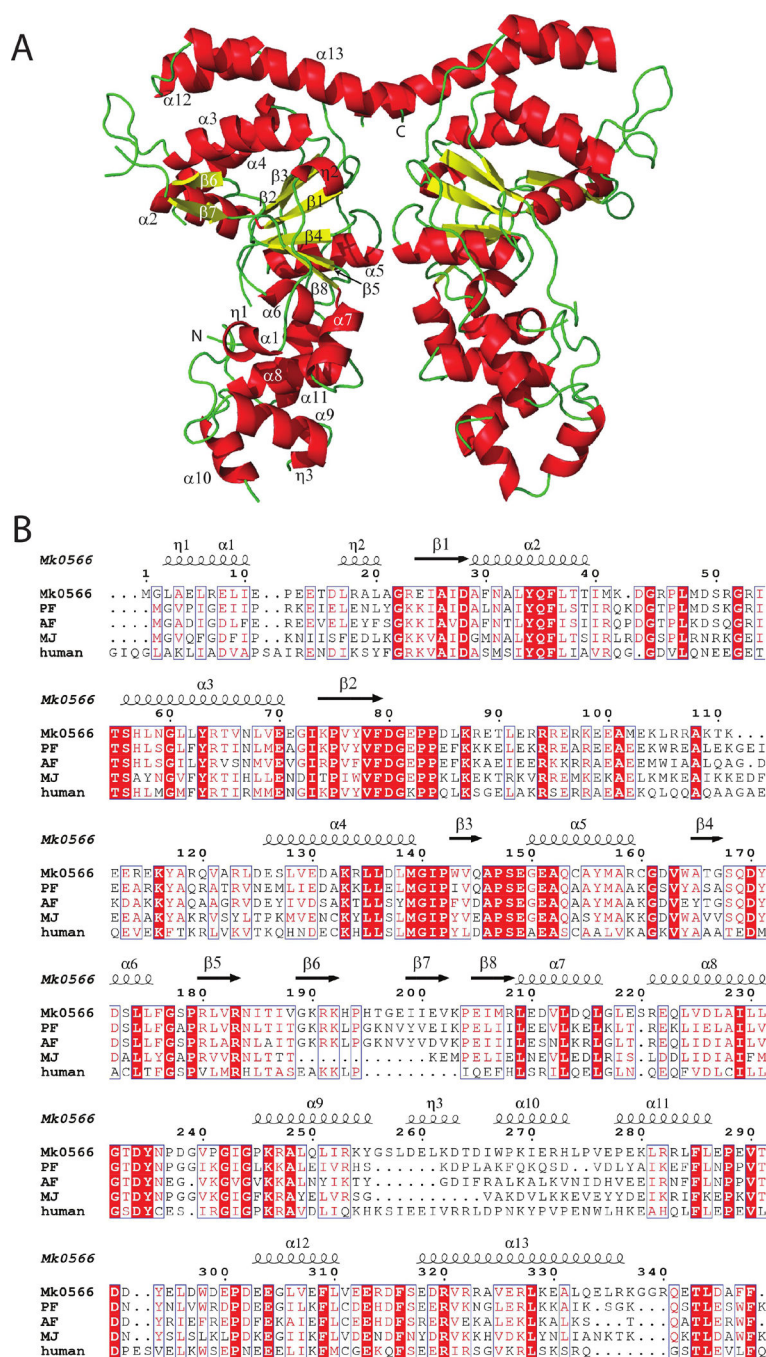 A
α13
α12
C
α3
α4
β3
η2
β6
β2
β1
α2
β7
β4
α5
β8
β5
α6
η1
α7
N
α1
α8
α11
α9
α10
η3
B
Mk0566 η1 α1 η2 β1 α2
1 10 20 30 40 50
Mk0566 ...MGLAELRELIE..PEETDLRALAGREIAIDAFNALYQFLTTIMK.DGRPLMDSRGRI
PF ...MGVPIGEIIP..RKEIELENLYGKKIAIDALNAIYQFLSTIRQKDGTPLMDSRGRI
AF ...MGADIGDLFE..REEVELEYFSGKKIAVDAFNTLYQFISIIRQPDGTPLKDSQGRI
MJ ...MGVQFGDFIP..KNIISFEDLKGKKVAIDGMNALYQFLTSIRLRDGSPLRNRKGEI
human GIQGLAKLIADVAPSAIRENDIKSYFGRKVAIDASMSIYQFLIAVRQG.GDVLQNEEGET
Mk0566 α3 β2
60 70 80 90 100 110
Mk0566 TSHLNGLLYRTVNLVEEGIKPVYVFDGEPPDLKRETLERRRERKEEAMEKLRRAKTK...
PF TSHLSGLFYRTINLMEAGIKPVYVFDGEPPEFKKKELEKRREAREEAEEKWREALEKGEI
AF TSHLSGILYRVSNMVEVGIRPVFVFDGEPPEFKKAEIEERKKRRAEAEEMWIAALQAG.D
MJ TSAYNGVFYKTIHLLENDITPIWVFDGEPPKLKEKTRKVRREMKEKAELKMKEAIKKEDF
human TSHLMGMFYRTIRMMENGIKPVYVFDGKPPQLKSGELAKRSERRAEAEKQLQQAQAAGAE
Mk0566 α4 β3 α5 β4
120 130 140 150 160 170
Mk0566 EEREKYARQVARLDESLVEDAKRLLDLMGIPWVQAPSEGEAQCAYMARCGDVWATGSQDY
PF EEARKYAQRATRVNEMLIEDAKKLLELMGIPIVQAPSEGEAQAAYMAAKGSVYASASQDY
AF KDAKKYAQAAGRVDEYIVDSAKTLLSYMGIPFVDAPSEGEAQAAYMAAKGDVEYTGSQDY
MJ EEAAKYAKRVSYLTPKMVENCKYLLSLMGIPYVEAPSEGEAQASYMAKKGDVWAVVSQDY
human QEVEKFTKRLVKVTKQHNDECKHLLSLMGIPYLDAPSEAEASCAALVKAGKVYAAATEDM
Mk0566 α6 β5 β6 β7 β8 α7 α8
180 190 200 210 220 230
Mk0566 DSLLFGSPRLVRNITIVGKRKHPHTGEIIEVKPEIMRLEDVLDQLGLESREQLVDLAILL
PF DSLLFGAPRLVRNLTITGKRKLPGKNVYVEIKPELIILEEVLKELKLT.REKLIELAILV
AF DSLLFGSPRLARNLAITGKRKLPGKNVYVDVKPEIIILESNLKRLGLT.REQLIDIAILV
MJ DALLYGAPRVVRNLTTT............KEMPELIELNEVLEDLRIS.LDDLIDIAIFM
human ACLTFGSPVLMRHLTASEAKKLP.........IQEFHLSRILQELGLN.QEQFVDLCILL
Mk0566 α9 η3 α10 α11
240 250 260 270 280 290
Mk0566 GTDYNPDGVPGIGPKRALQLIRKYGSLDELKDTDIWPKIERHLPVEPEKLRRLFLEPEVT
PF GTDYNPGGIKGIGLKKALEIVRHS....KDPLAKFQKQSD..VDLYAIKEFFLNPPVT
AF GTDYNEG.VKGVGVKKALNYIKTY......GDIFRALKALKVNIDHVEEIRNFFLNPPVT
MJ GTDYNPGGVKGIGFKRAYELVRSG........VAKDVLKKEVEYYDEIKRIFKEPKVT
human GSDYCES.IRGIGPKRAVDLIQKHKSIEEIVRRLDPNKYPVPENWLHKEAHQLFLEPEVL
Mk0566 α12 α13
300 310 320 330 340
Mk0566 DD..YELDWDEPDEEGLVEFLVEERDFSEDRVRRAVERLKEALQELRKGGRQETLDAFF.
PF DN..YNLVWRDPDEEGILKFLCDEHDFSEERVKNGLERLKKAIK.SGK..QSTLESWFK
AF DE..YRIEFREPDFEKAIEFLCEEHDFSRERVEKALEKLKS.....T..QATLDRWF.
MJ DN..YSLSLKLPDKEGIIKFLVDENDFNYDRVKKHVDKLYNLIANKTK...QKTLDAWFK
human DPESVELKWSEPNEEELIKFMCGEKQFSEERIRSGVKRLSKSRQ......GSTLEVLFQ